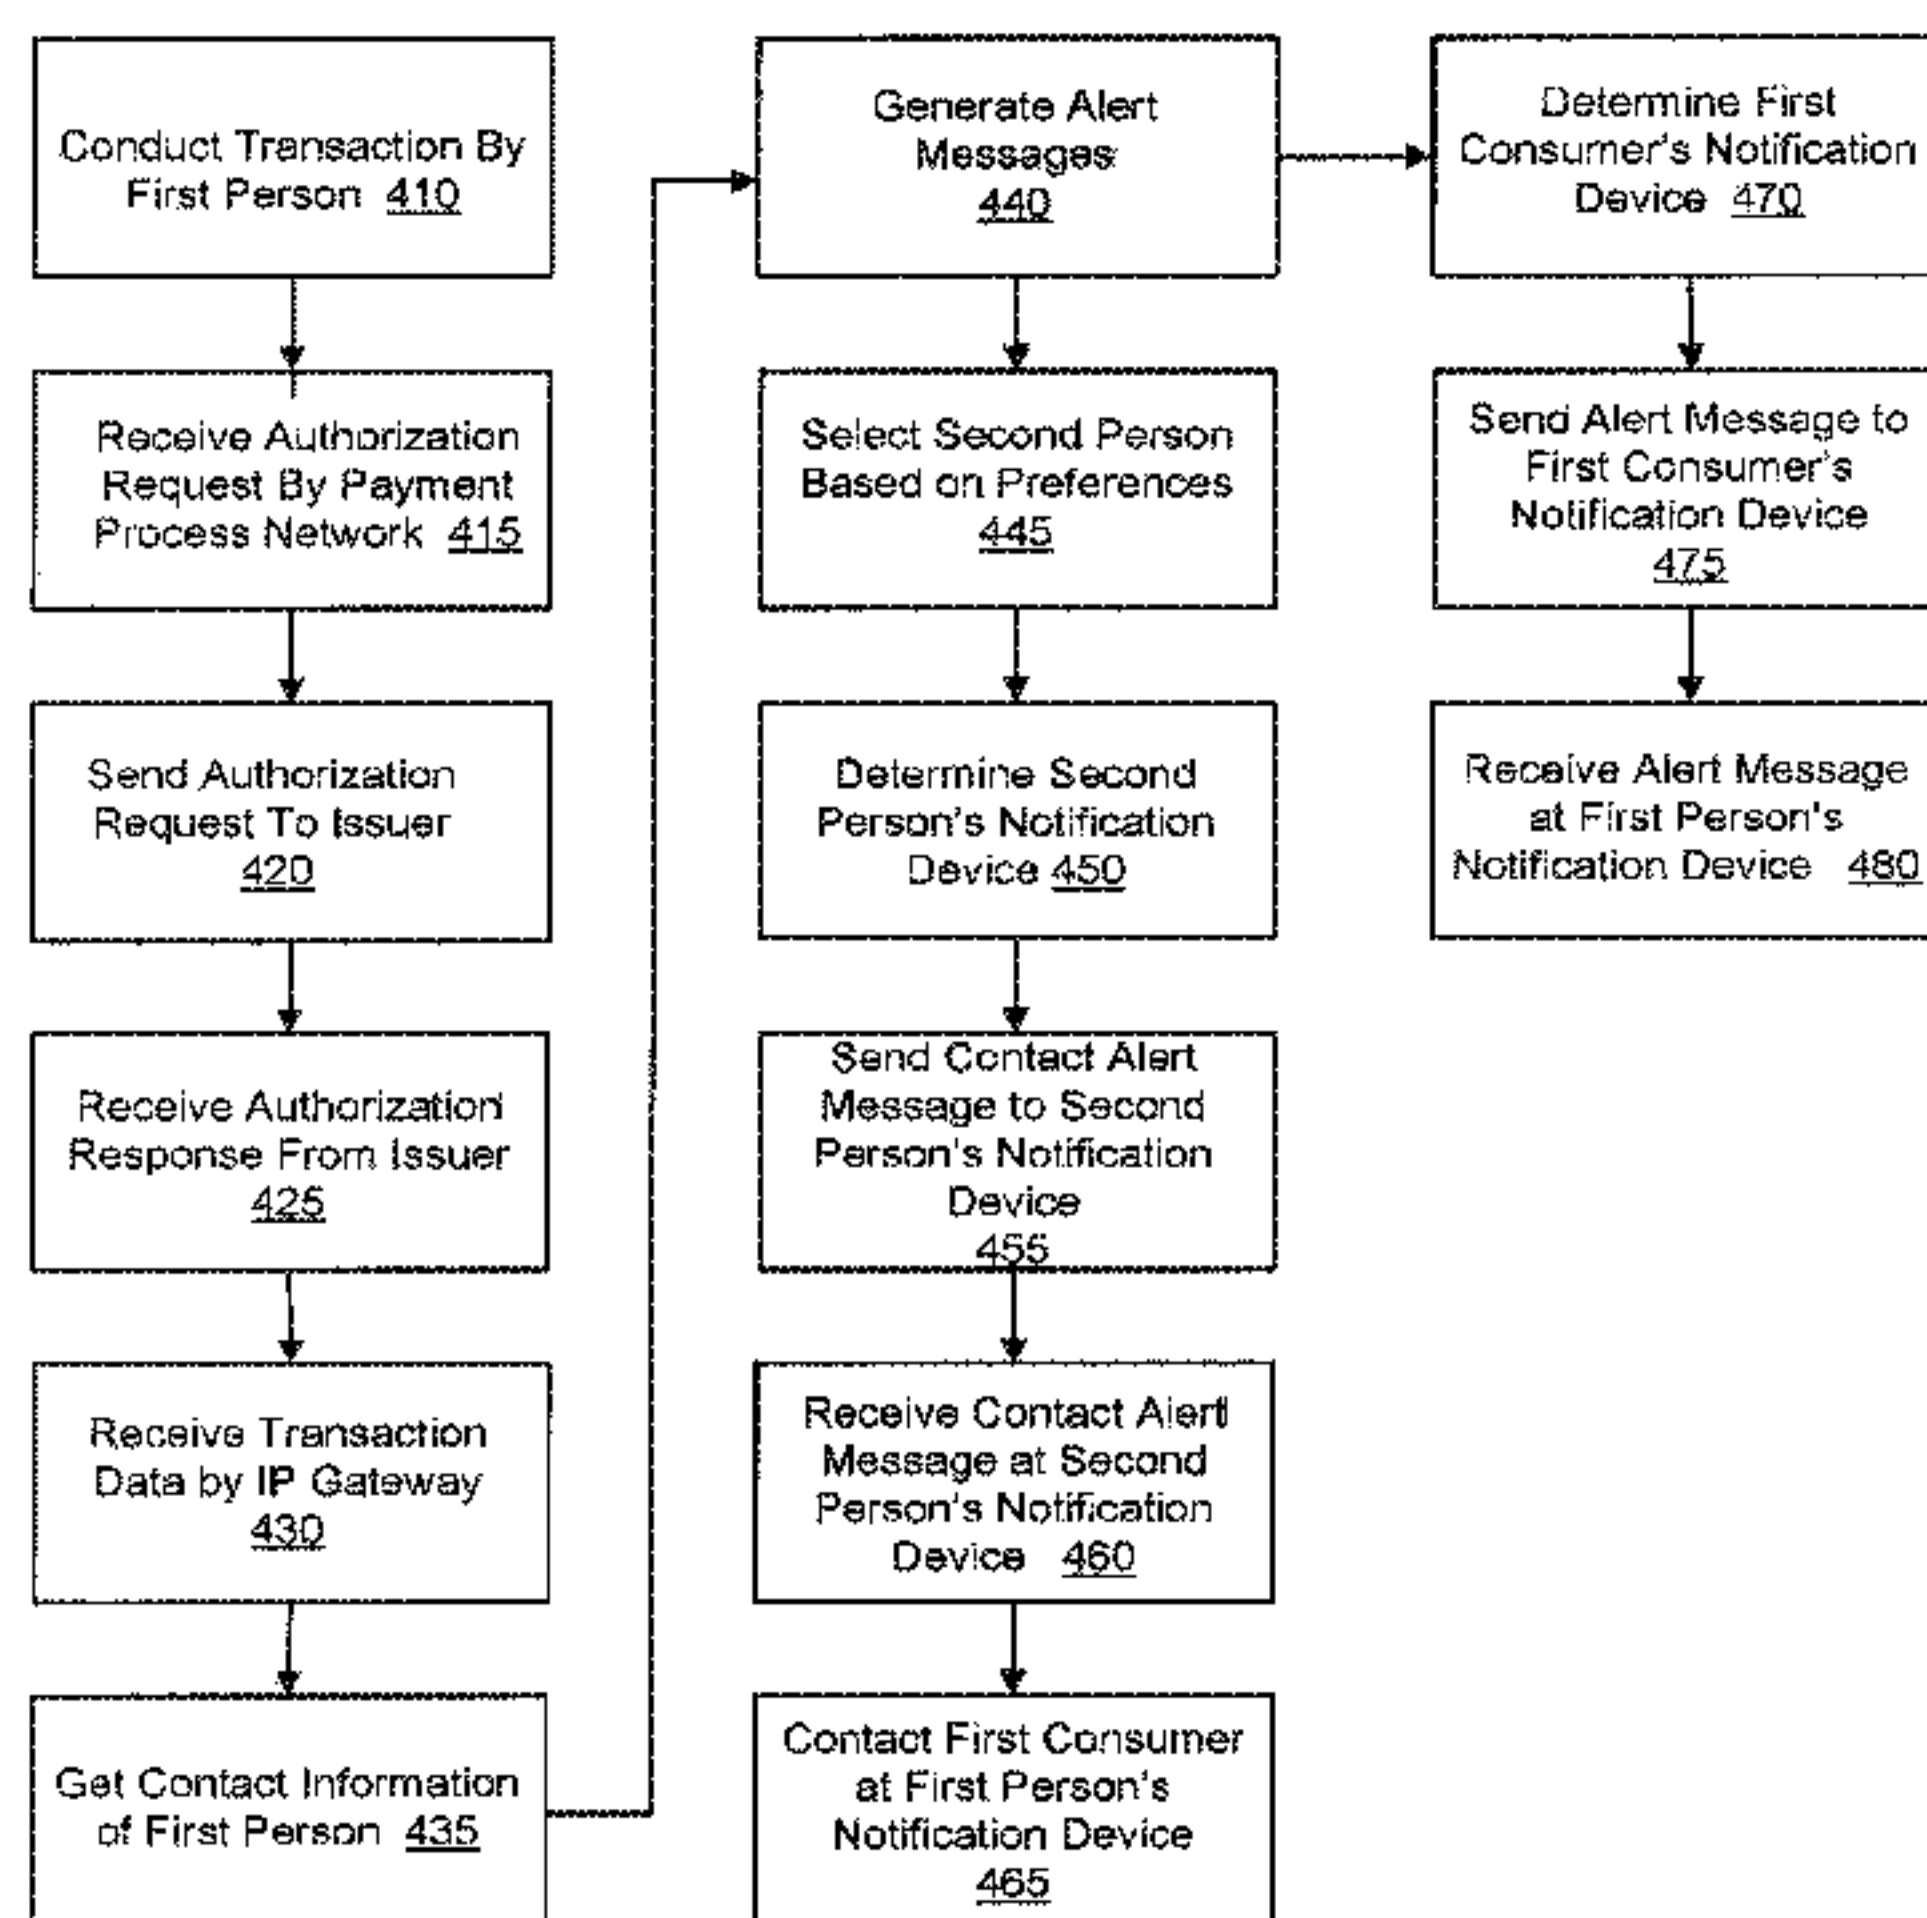 Conduct Transaction By
First Person 410
Receive Authorization
Request By Payment
Process Network 415
Send Authorization
Request To Issuer
420
Receive Authorization
Response From Issuer
425
Receive Transaction
Data by IP Gateway
430
Get Contact Information
of First Person 435
Generate Alert
Messages
440
Select Second Person
Based on Preferences
445
Determine Second
Person's Notification
Device 450
Send Contact Alert
Message to Second
Person's Notification
Device
455
Receive Contact Alert
Message at Second
Person's Notification
Device 460
Contact First Consumer
at First Person's
Notification Device
465
Determine First
Consumer's Notification
Device 470
Send Alert Message to
First Consumer's
Notification Device
475
Receive Alert Message
at First Person's
Notification Device 480